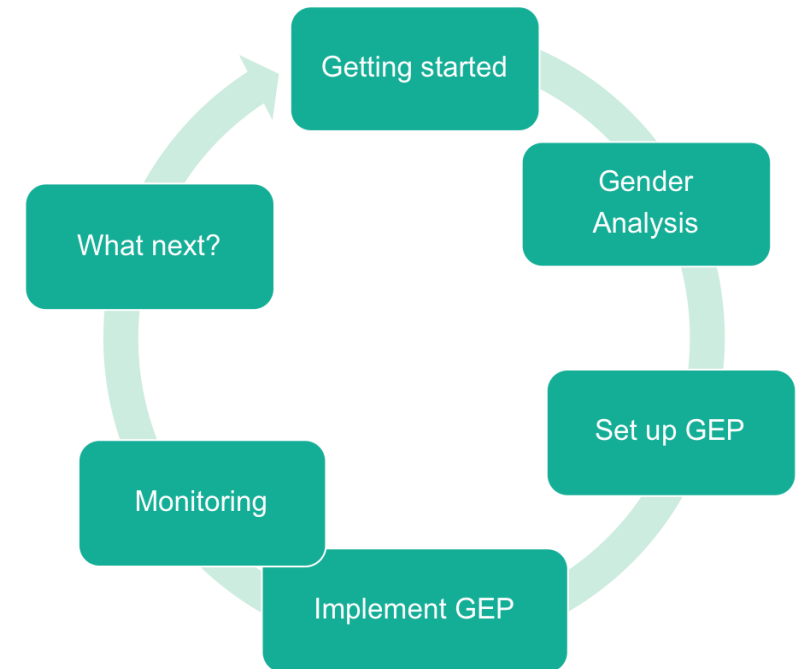 Getting started
Gender
Analysis
Set up GEP
Implement GEP
Monitoring
What next?